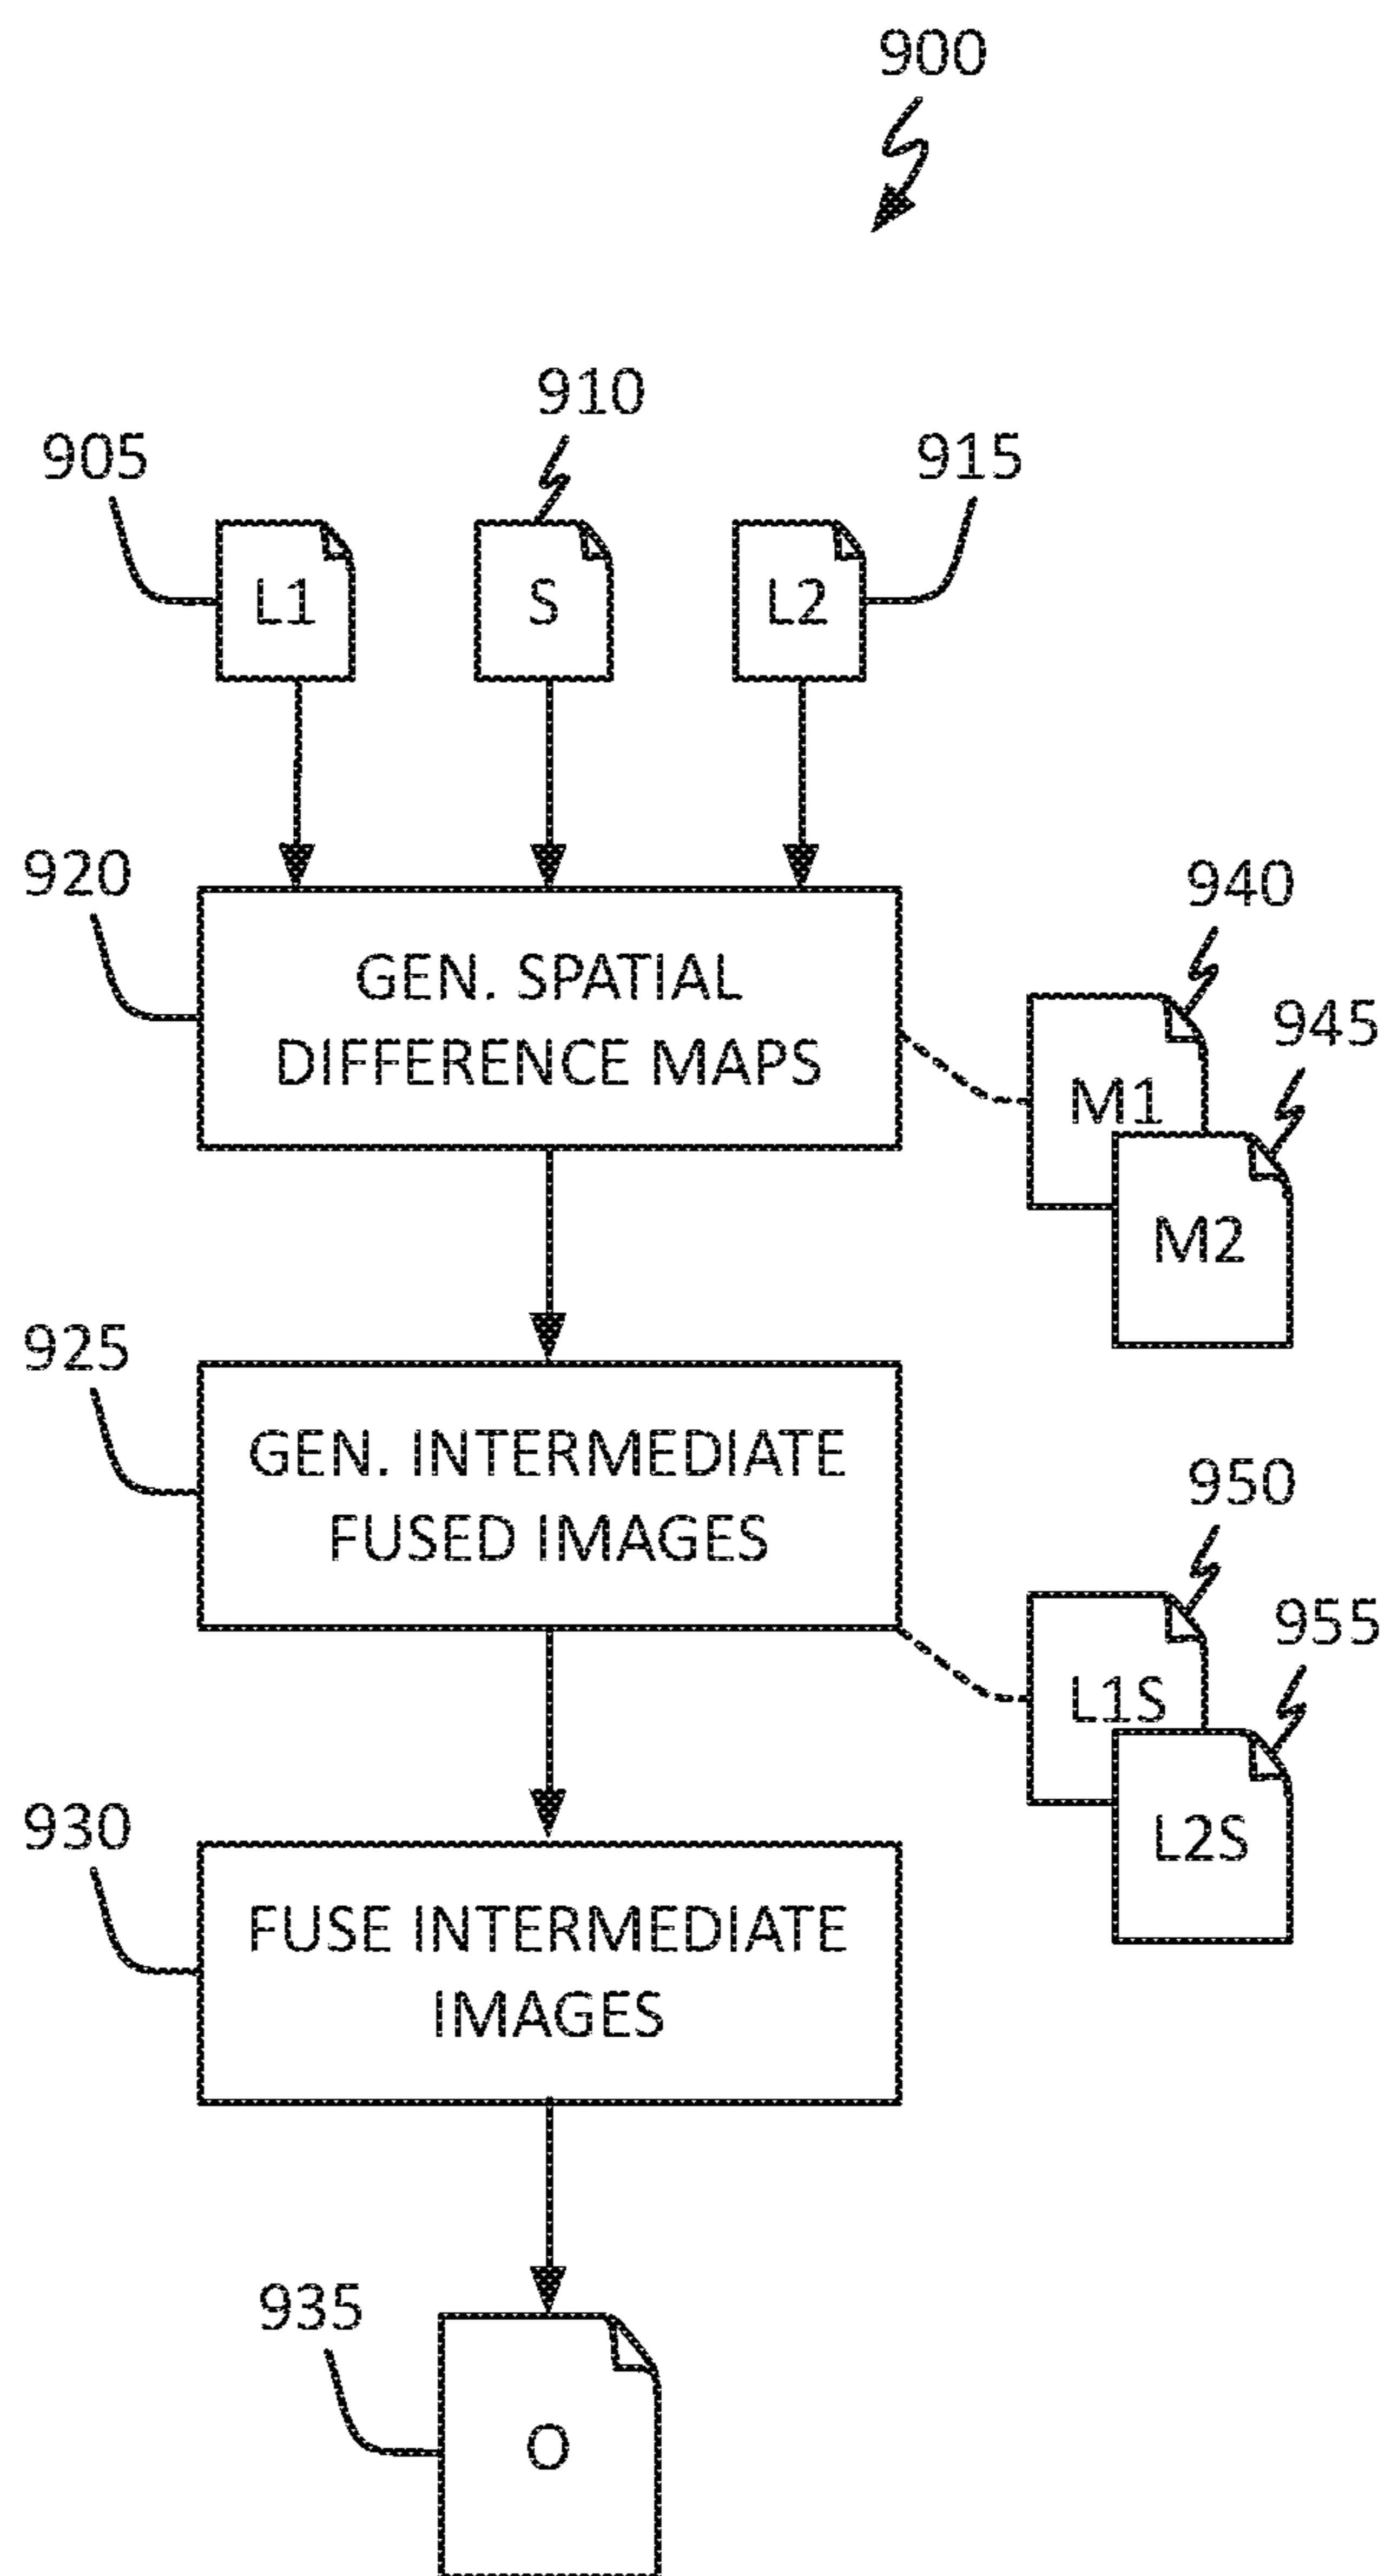 900
910
905
915
L1
S
L2
920
GEN. SPATIAL
DIFFERENCE MAPS
940
945
M1
M2
925
GEN. INTERMEDIATE
FUSED IMAGES
950
955
L1S
L2S
930
FUSE INTERMEDIATE
IMAGES
935
O